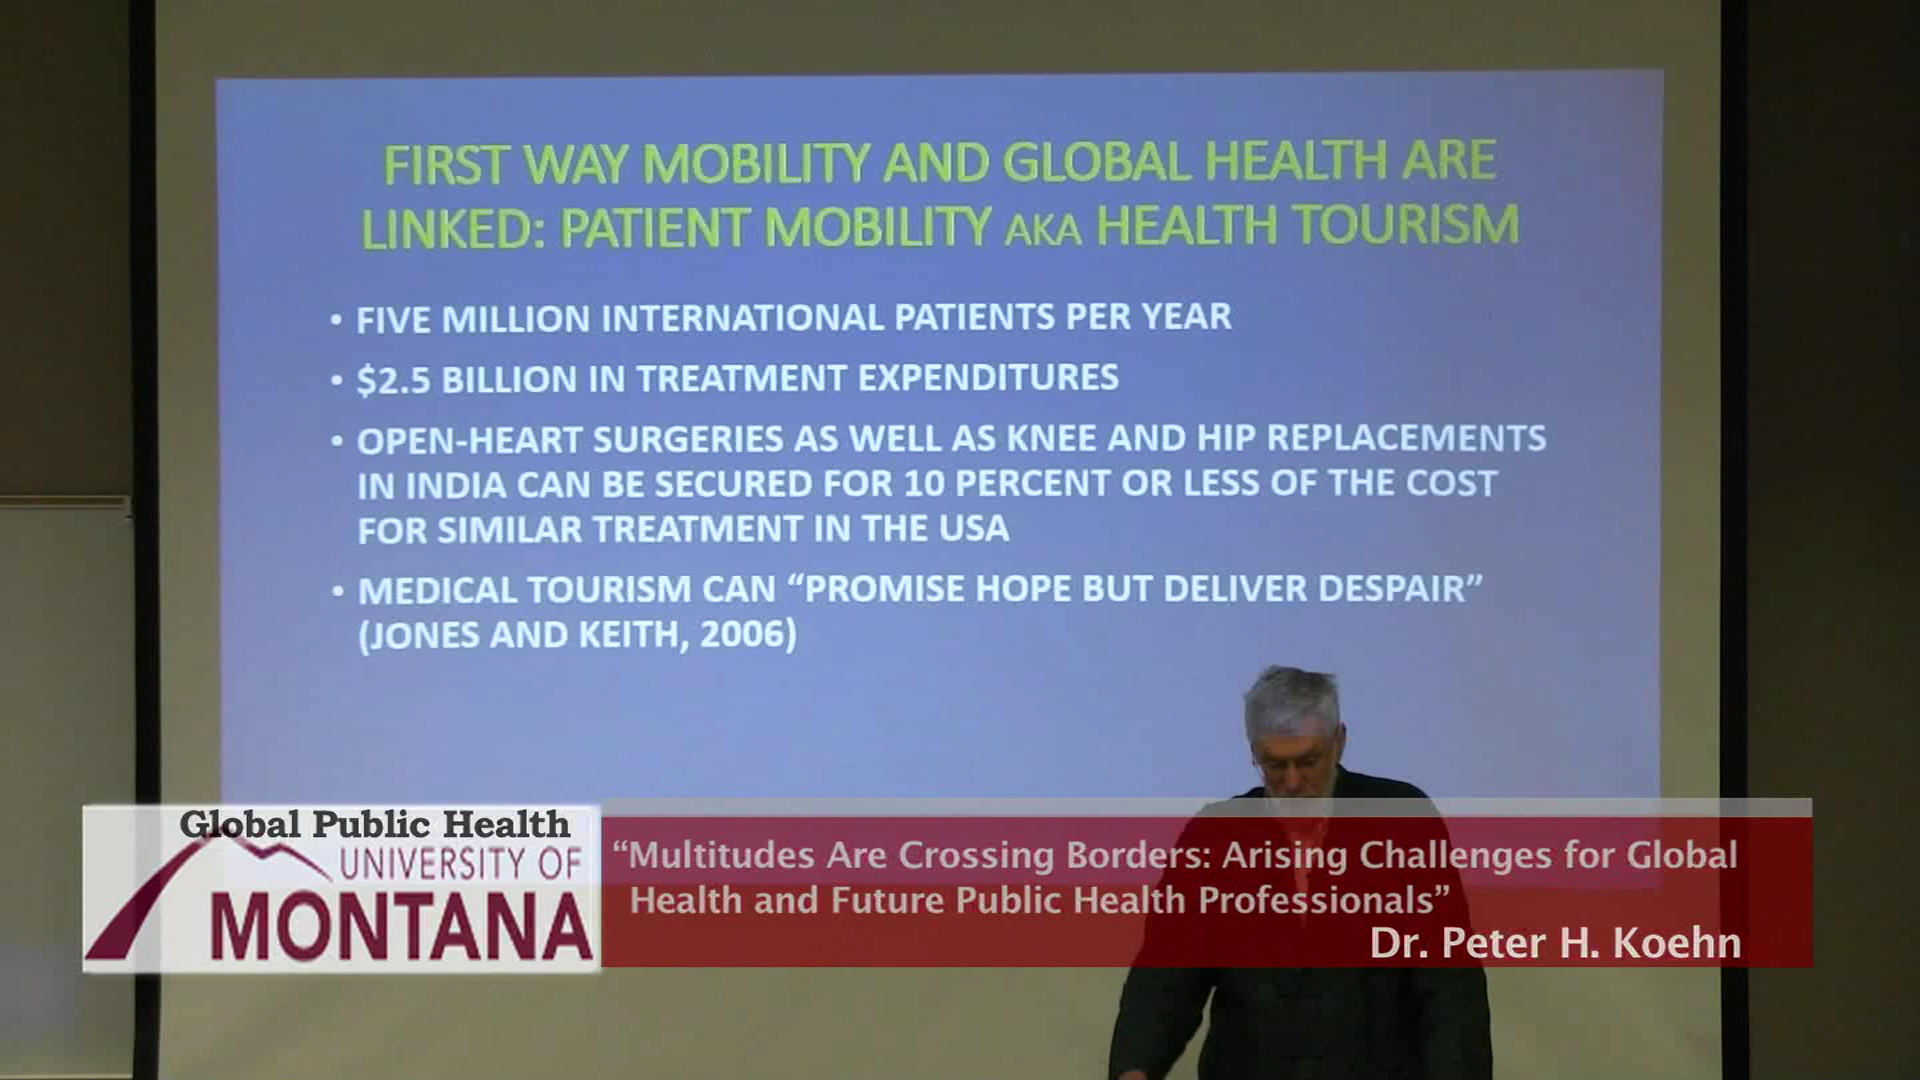 FIRST WAY MOBILITY AND GLOBAL HEALTH ARE
LINKED: PATIENT MOBILITY AKA HEALTH TOURISM
• FIVE MILLION INTERNATIONAL PATIENTS PER YEAR
• $2.5 BILLION IN TREATMENT EXPENDITURES
• OPEN-HEART SURGERIES AS WELL AS KNEE AND HIP REPLACEMENTS
IN INDIA CAN BE SECURED FOR 10 PERCENT OR LESS OF THE COST
FOR SIMILAR TREATMENT IN THE USA
• MEDICAL TOURISM CAN “PROMISE HOPE BUT DELIVER DESPAIR”
(JONES AND KEITH, 2006)
Global Public Health
UNIVERSITY OF
MONTANA
“Multitudes Are Crossing Borders: Arising Challenges for Global
Health and Future Public Health Professionals”
Dr. Peter H. Koehn